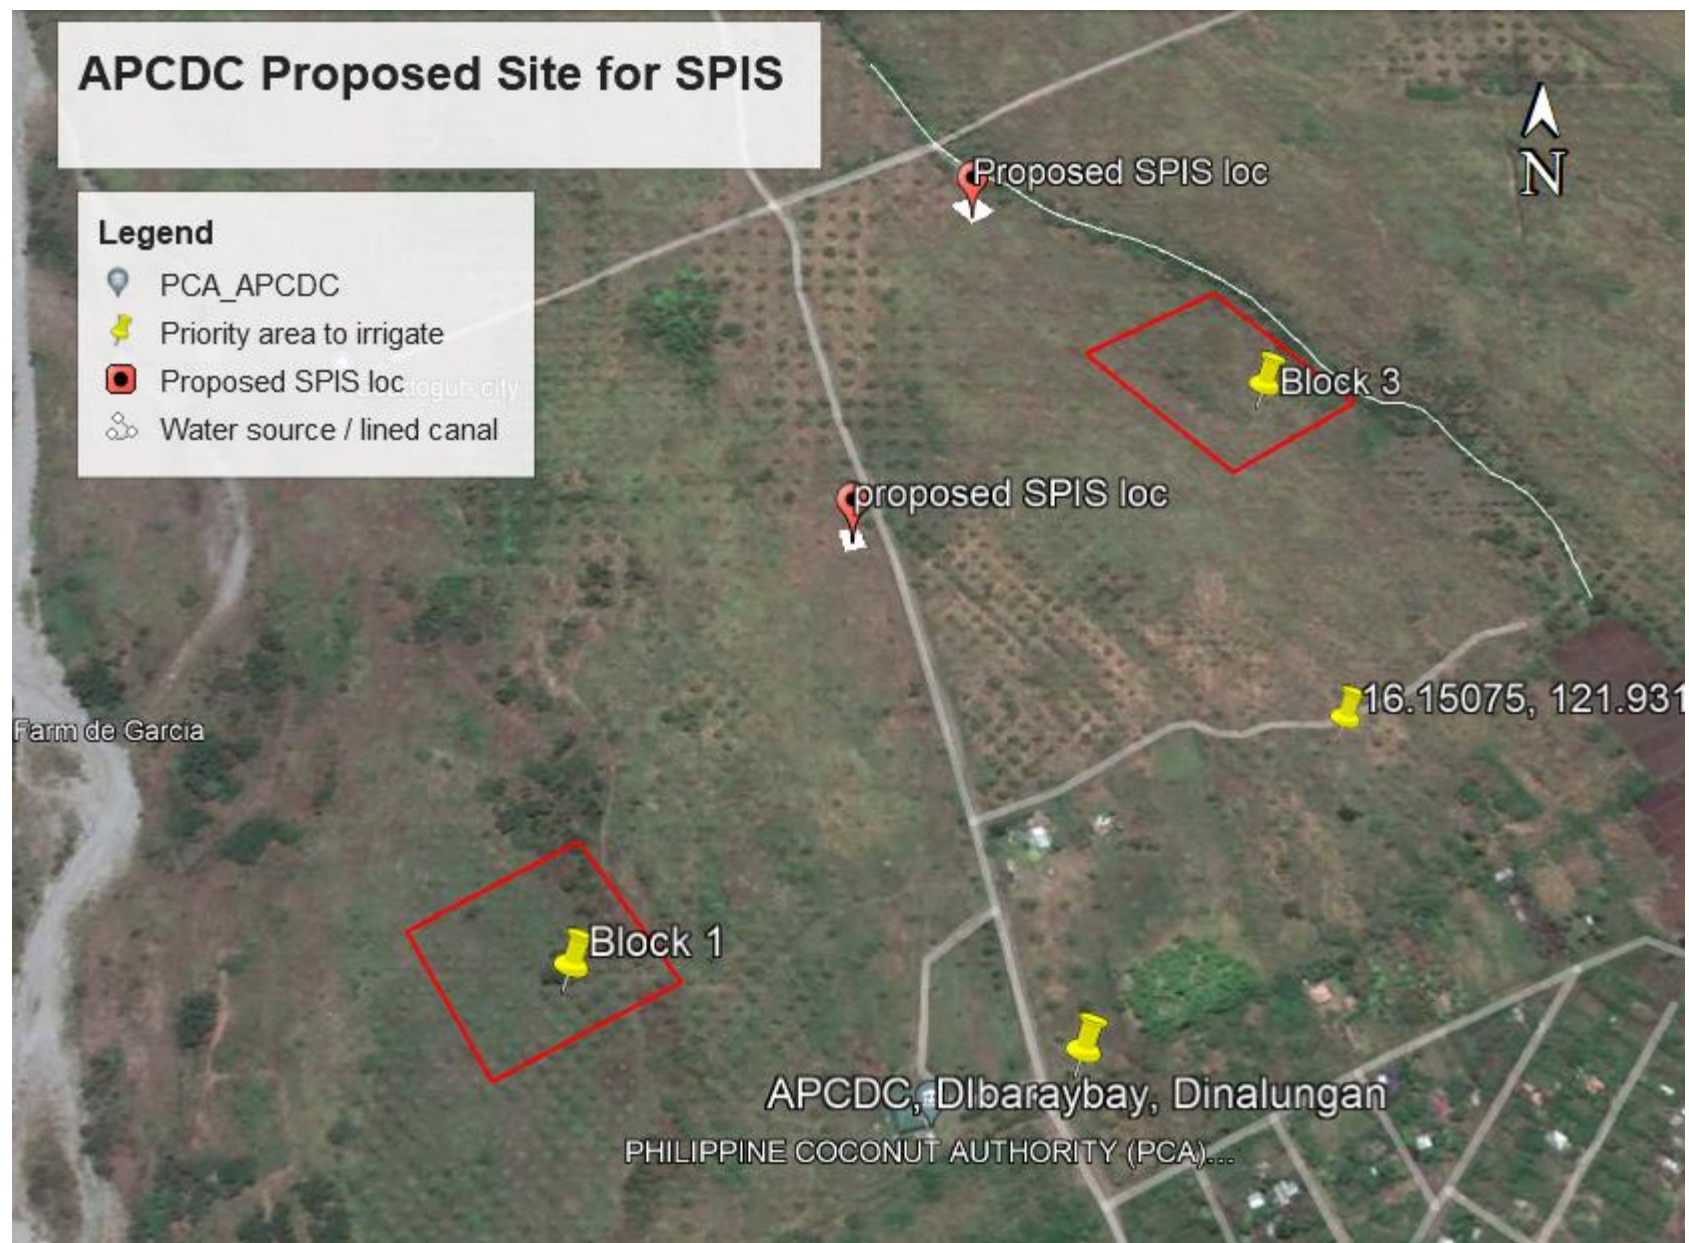 APCDC Proposed Site for SPIS
N
Legend
PCA_APCDC
Priority area to irrigate
Proposed SPIS loc
Water source / lined canal
Proposed SPIS loc
Block 3
proposed SPIS loc
16.15075, 121.931
Farm de Garcia
Block 1
APCDC, DIbaraybay, Dinalungan
PHILIPPINE COCONUT AUTHORITY (PCA)...